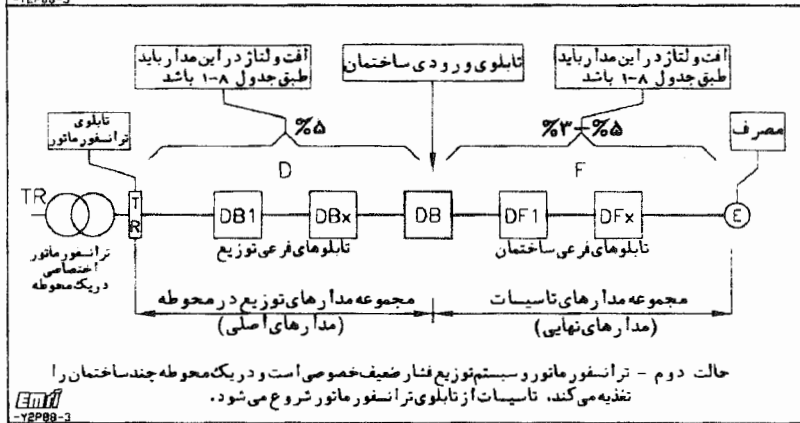 افت ولتاژ در این مدار باید
طبق جدول ۸-۱ باشد
تابلوی ورودی ساختمان
افت ولتاژ در این مدار باید
طبق جدول ۸-۱ باشد
تابلوی
ترانسفورماتور
%۵
%۳-%۵
مصرف
D
F
TR
TR
DB1
DBx
DB
DF1
DFx
E
ترانسفورماتور
اختصاصی
در یک محوطه
تابلوهای فرعی توزیع
تابلوهای فرعی ساختمان
مجموعه مدارهای توزیع در محوطه
(مدارهای اصلی)
مجموعه مدارهای تاسیسات
(مدارهای نهایی)
حالت دوم - ترانسفورماتور و سیستم توزیع فشار ضعیف خصوصی است و در یک محوطه چند ساختمان را
تغذیه می‌کند. تاسیسات از تابلوی ترانسفورماتور شروع می‌شود.
-Y2P88-3